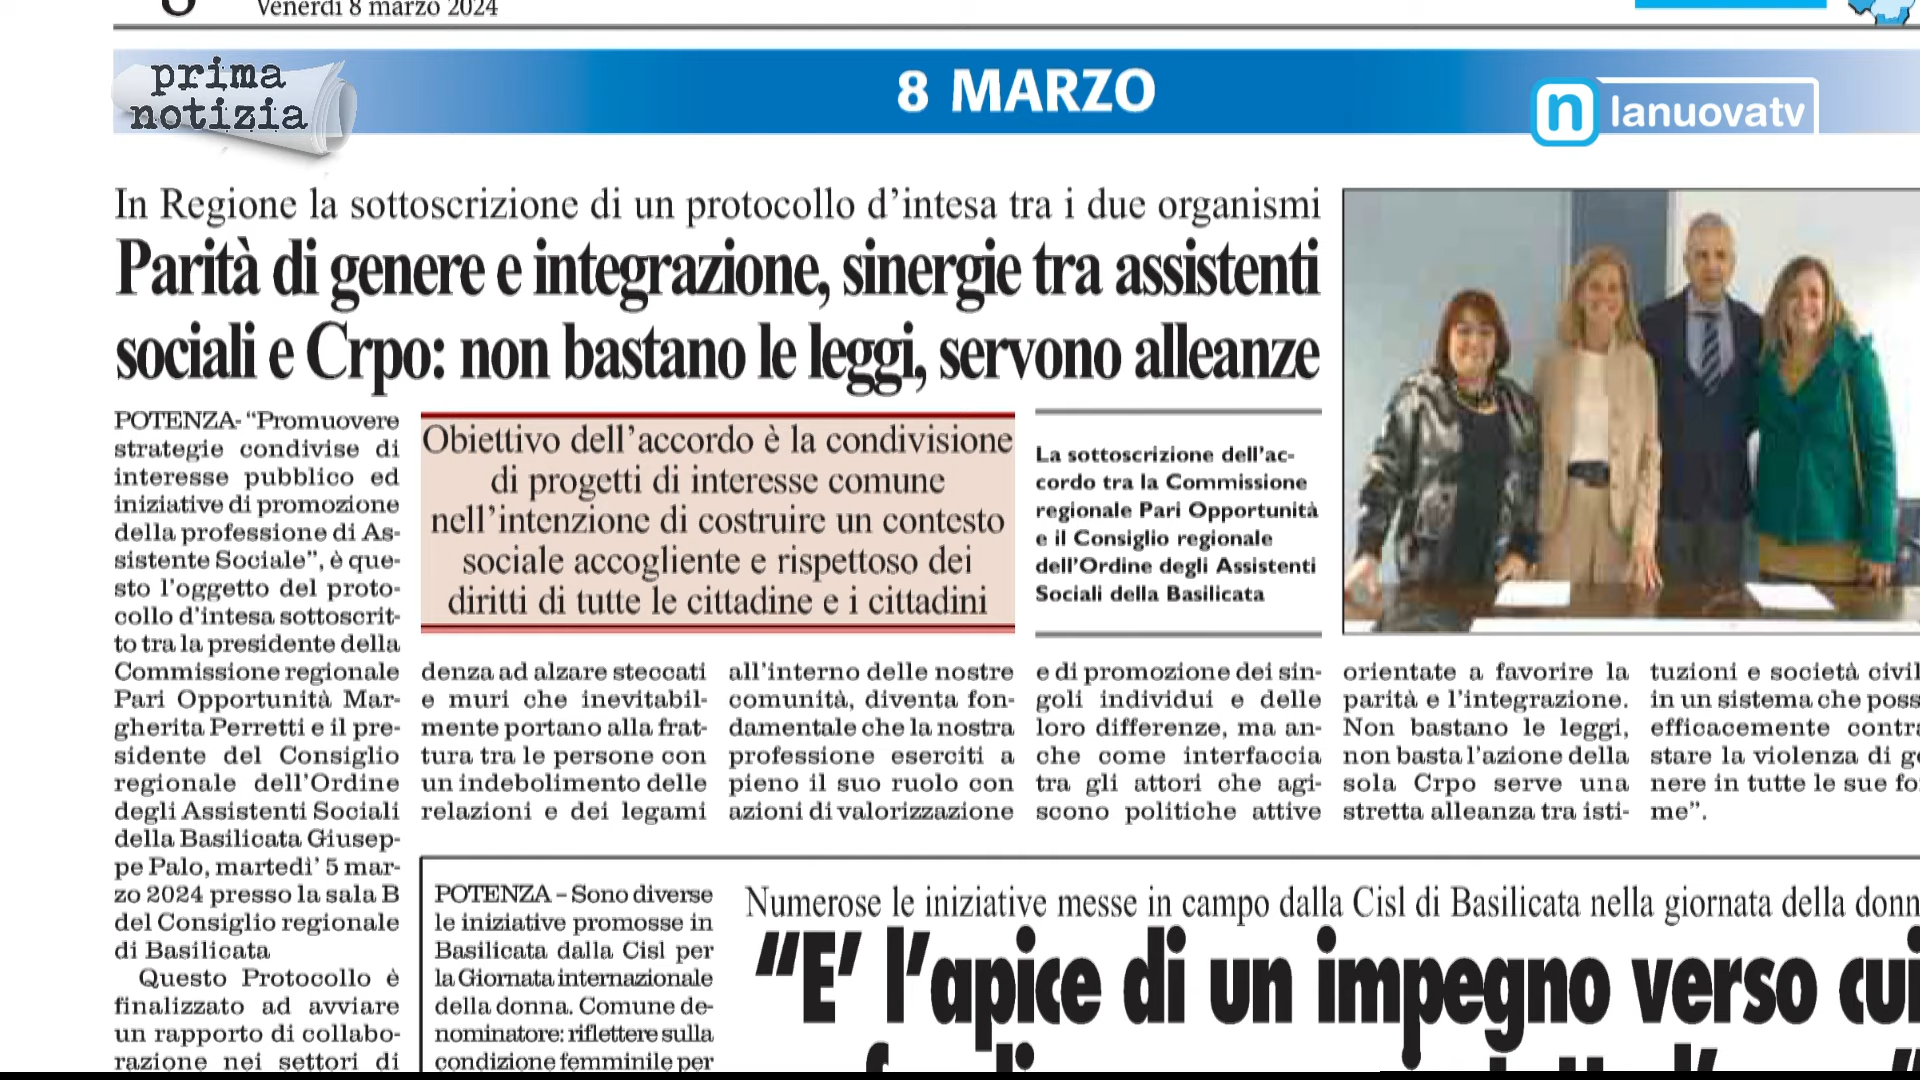 Venerdì 8 marzo 2024
prima
notizia
8 MARZO
lanuovatv
In Regione la sottoscrizione di un protocollo d’intesa tra i due organismi
Parità di genere e integrazione, sinergie tra assistenti
sociali e Crpo: non bastano le leggi, servono alleanze
POTENZA- “Promuovere
strategie condivise di
interesse pubblico ed
iniziative di promozione
della professione di As-
sistente Sociale”, è que-
sto l’oggetto del proto-
collo d’intesa sottoscrit-
to tra la presidente della
Commissione regionale
Pari Opportunità Mar-
gherita Perretti e il pre-
sidente del Consiglio
regionale dell’Ordine
degli Assistenti Sociali
della Basilicata Giusep-
pe Palo, martedi’ 5 mar-
zo 2024 presso la sala B
del Consiglio regionale
di Basilicata
Questo Protocollo è
finalizzato ad avviare
un rapporto di collabo-
razione nei settori di
Obiettivo dell’accordo è la condivisione
di progetti di interesse comune
nell’intenzione di costruire un contesto
sociale accogliente e rispettoso dei
diritti di tutte le cittadine e i cittadini
La sottoscrizione dell’ac-
cordo tra la Commissione
regionale Pari Opportunità
e il Consiglio regionale
dell’Ordine degli Assistenti
Sociali della Basilicata
denza ad alzare steccati
e muri che inevitabil-
mente portano alla frat-
tura tra le persone con
un indebolimento delle
relazioni e dei legami
all’interno delle nostre
comunità, diventa fon-
damentale che la nostra
professione eserciti a
pieno il suo ruolo con
azioni di valorizzazione
e di promozione dei sin-
goli individui e delle
loro differenze, ma an-
che come interfaccia
tra gli attori che agi-
scono politiche attive
orientate a favorire la
parità e l’integrazione.
Non bastano le leggi,
non basta l’azione della
sola Crpo serve una
stretta alleanza tra isti-
tuzioni e società civil
in un sistema che poss
efficacemente contra
stare la violenza di ge
nere in tutte le sue for
me”.
POTENZA – Sono diverse
le iniziative promosse in
Basilicata dalla Cisl per
la Giornata internazionale
della donna. Comune de-
nominatore: riflettere sulla
condizione femminile per
Numerose le iniziative messe in campo dalla Cisl di Basilicata nella giornata della donn
“E’ l’apice di un impegno verso cui